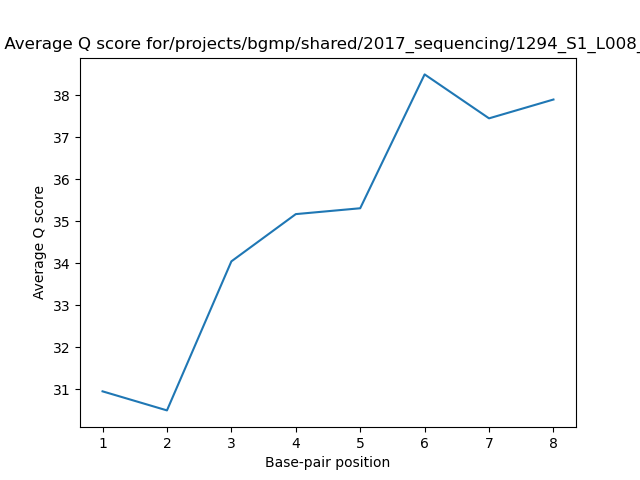 Average Q score for/projects/bgmp/shared/2017_sequencing/1294_S1_L008_
38
37
36
35
34
33
32
31
Average Q score
1 2 3 4 5 6 7 8
Base-pair position